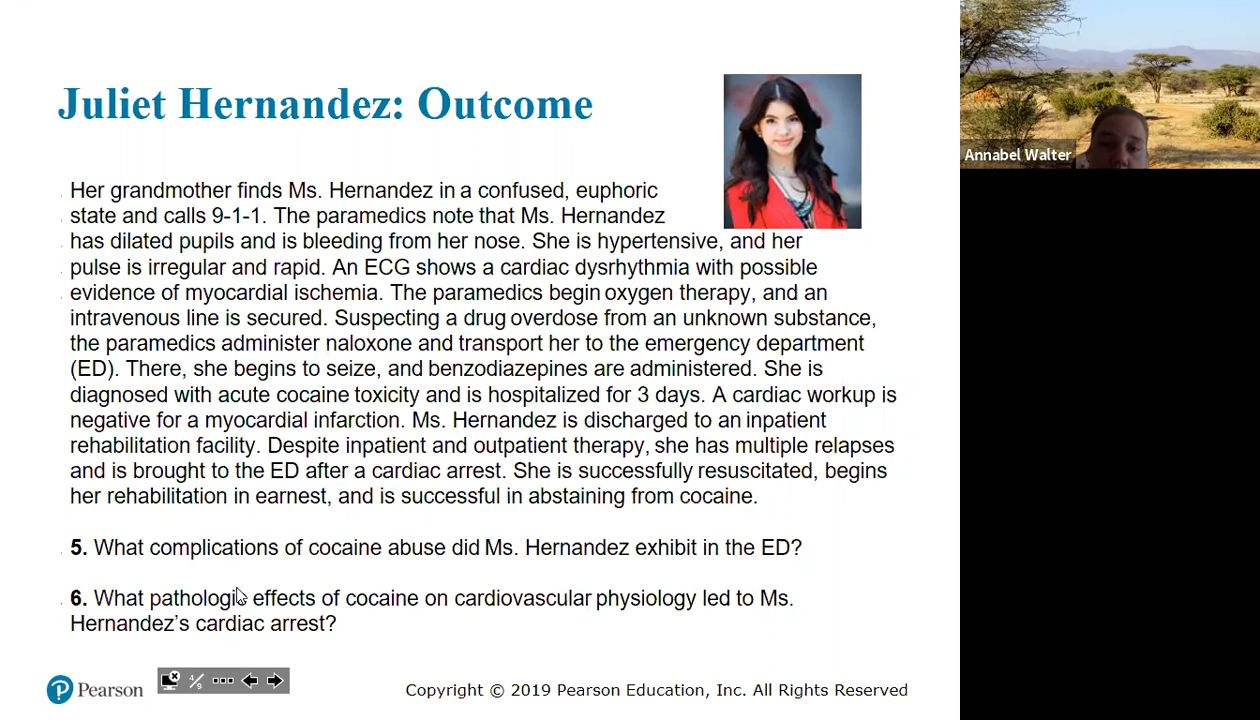 Juliet Hernandez: Outcome
Annabel Walter
Her grandmother finds Ms. Hernandez in a confused, euphoric
state and calls 9-1-1. The paramedics note that Ms. Hernandez
has dilated pupils and is bleeding from her nose. She is hypertensive, and her
pulse is irregular and rapid. An ECG shows a cardiac dysrhythmia with possible
evidence of myocardial ischemia. The paramedics begin oxygen therapy, and an
intravenous line is secured. Suspecting a drug overdose from an unknown substance,
the paramedics administer naloxone and transport her to the emergency department
(ED). There, she begins to seize, and benzodiazepines are administered. She is
diagnosed with acute cocaine toxicity and is hospitalized for 3 days. A cardiac workup is
negative for a myocardial infarction. Ms. Hernandez is discharged to an inpatient
rehabilitation facility. Despite inpatient and outpatient therapy, she has multiple relapses
and is brought to the ED after a cardiac arrest. She is successfully resuscitated, begins
her rehabilitation in earnest, and is successful in abstaining from cocaine.
5. What complications of cocaine abuse did Ms. Hernandez exhibit in the ED?
6. What pathologic effects of cocaine on cardiovascular physiology led to Ms.
Hernandez's cardiac arrest?
P Pearson
4/9
Copyright © 2019 Pearson Education, Inc. All Rights Reserved